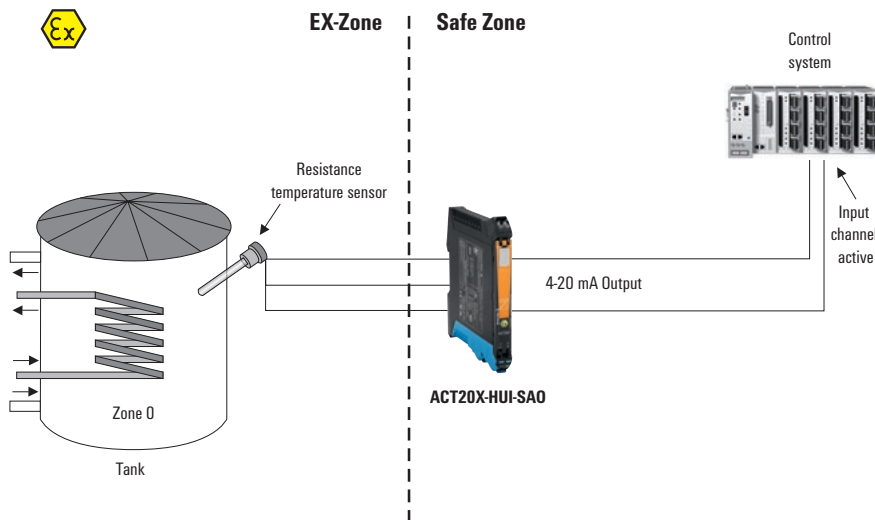 Ex
EX-Zone
Safe Zone
Control
system
Resistance
temperature sensor
Input
channel
active
4-20 mA Output
ACT20X-HUI-SAO
Zone 0
Tank